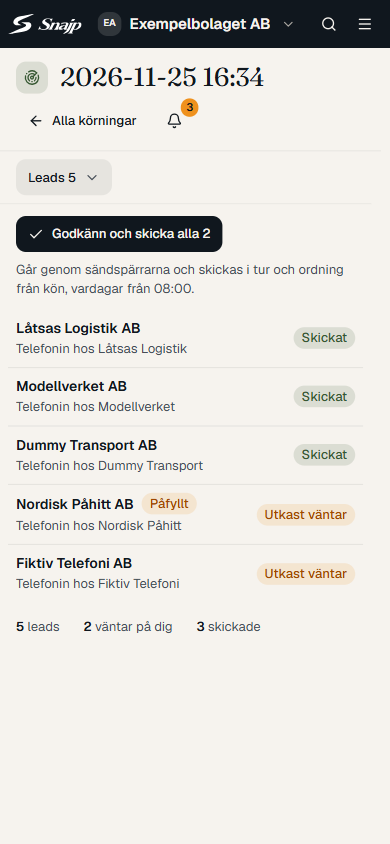 Snajp
EA Exempelbolaget AB
2026-11-25 16:34
Alla körningar
3
Leads 5
Godkänn och skicka alla 2
Går genom sändspärrarna och skickas i tur och ordning
från kön, vardagar från 08:00.
Låtsas Logistik AB
Telefonin hos Låtsas Logistik
Skickat
Modellverket AB
Telefonin hos Modellverket
Skickat
Dummy Transport AB
Telefonin hos Dummy Transport
Skickat
Nordisk Påhitt AB Påfyllt
Telefonin hos Nordisk Påhitt
Utkast väntar
Fiktiv Telefoni AB
Telefonin hos Fiktiv Telefoni
Utkast väntar
5 leads 2 väntar på dig 3 skickade